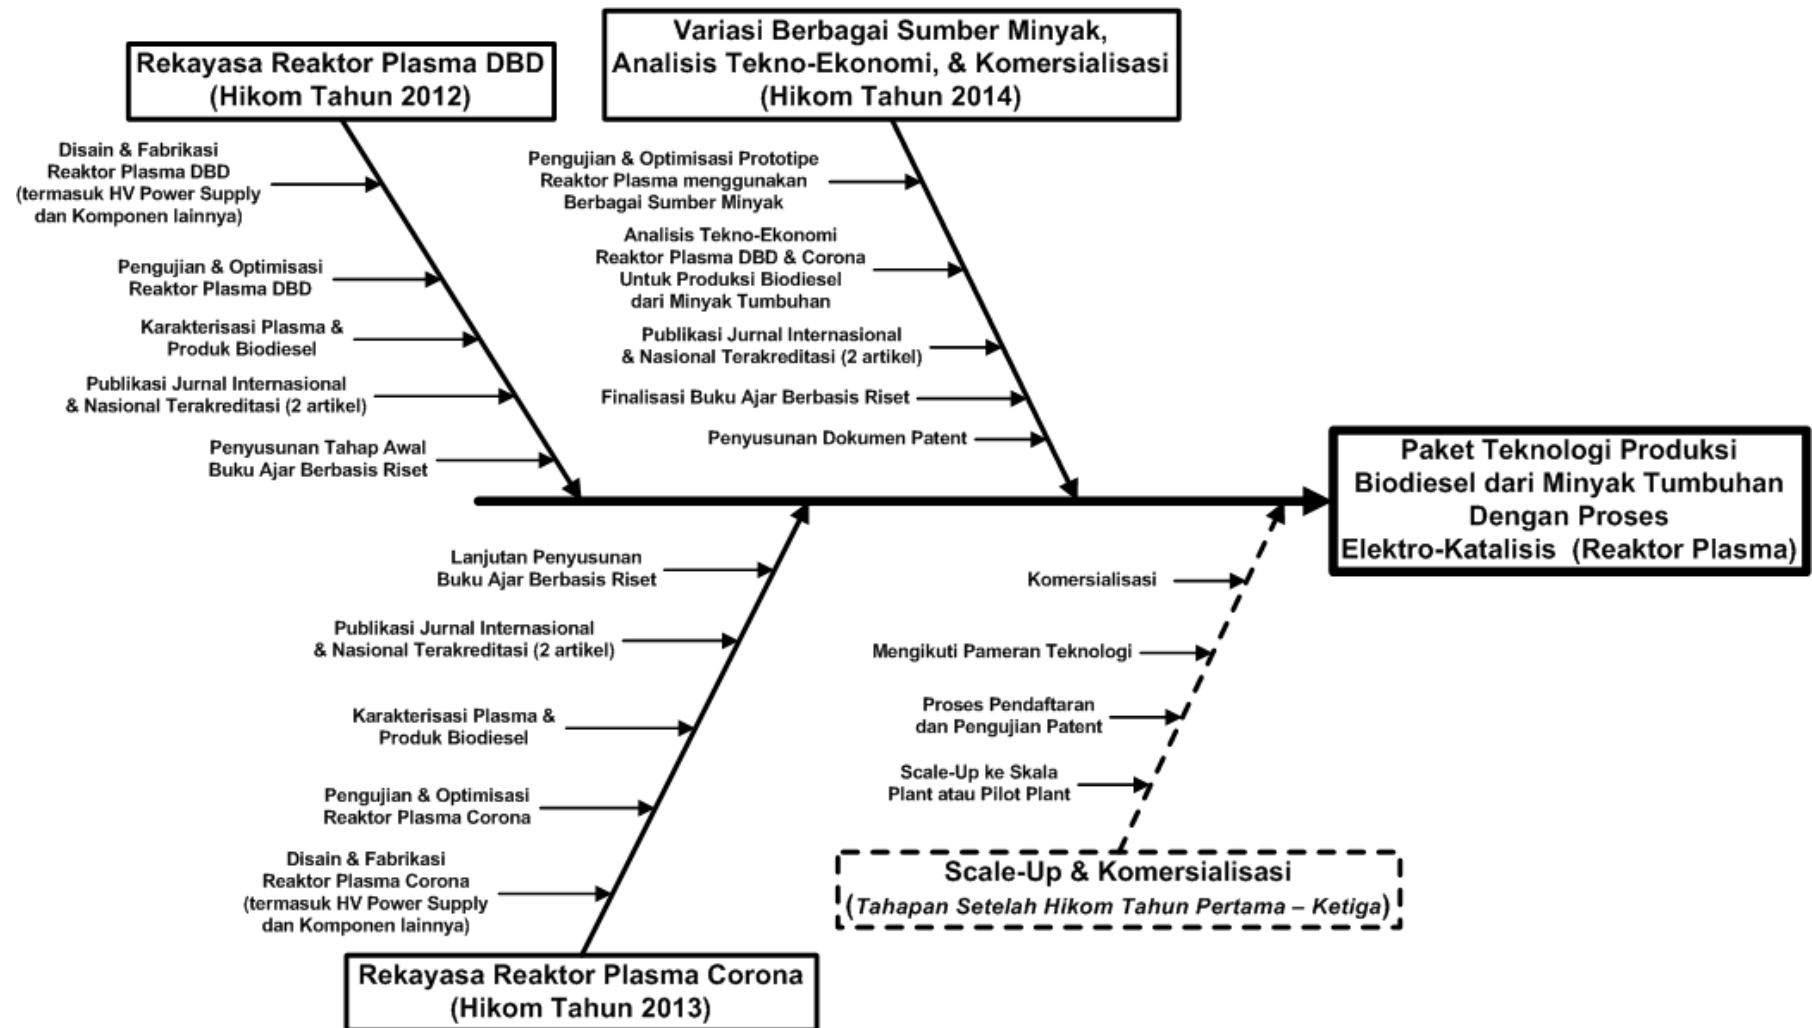 Rekayasa Reaktor Plasma DBD
(Hikom Tahun 2012)
Disain & Fabrikasi
Reaktor Plasma DBD
(termasuk HV Power Supply
dan Komponen lainnya)
Pengujian & Optimisasi
Reaktor Plasma DBD
Karakterisasi Plasma &
Produk Biodiesel
Publikasi Jurnal Internasional
& Nasional Terakreditasi (2 artikel)
Penyusunan Tahap Awal
Buku Ajar Berbasis Riset
Variasi Berbagai Sumber Minyak,
Analisis Tekno-Ekonomi, & Komersialisasi
(Hikom Tahun 2014)
Pengujian & Optimisasi Prototipe
Reaktor Plasma menggunakan
Berbagai Sumber Minyak
Analisis Tekno-Ekonomi
Reaktor Plasma DBD & Corona
Untuk Produksi Biodiesel
dari Minyak Tumbuhan
Publikasi Jurnal Internasional
& Nasional Terakreditasi (2 artikel)
Finalisasi Buku Ajar Berbasis Riset
Penyusunan Dokumen Patent
Paket Teknologi Produksi
Biodiesel dari Minyak Tumbuhan
Dengan Proses
Elektro-Katalisis (Reaktor Plasma)
Lanjutan Penyusunan
Buku Ajar Berbasis Riset
Publikasi Jurnal Internasional
& Nasional Terakreditasi (2 artikel)
Karakterisasi Plasma &
Produk Biodiesel
Pengujian & Optimisasi
Reaktor Plasma Corona
Disain & Fabrikasi
Reaktor Plasma Corona
(termasuk HV Power Supply
dan Komponen lainnya)
Rekayasa Reaktor Plasma Corona
(Hikom Tahun 2013)
Komersialisasi
Mengikuti Pameran Teknologi
Proses Pendaftaran
dan Pengujian Patent
Scale-Up ke Skala
Plant atau Pilot Plant
Scale-Up & Komersialisasi
(Tahapan Setelah Hikom Tahun Pertama – Ketiga)